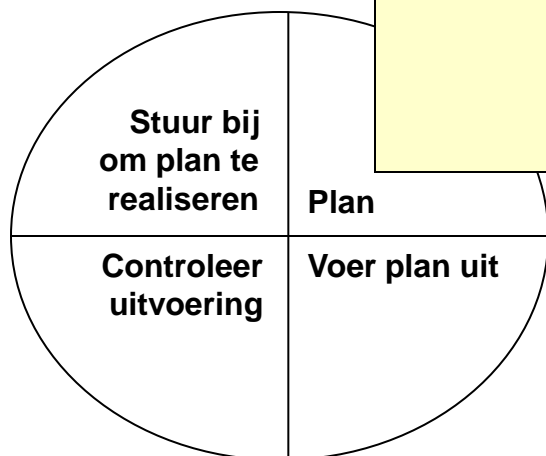 Stuur bij
om plan te
realiseren
Plan
Controleer
uitvoering
Voer plan uit